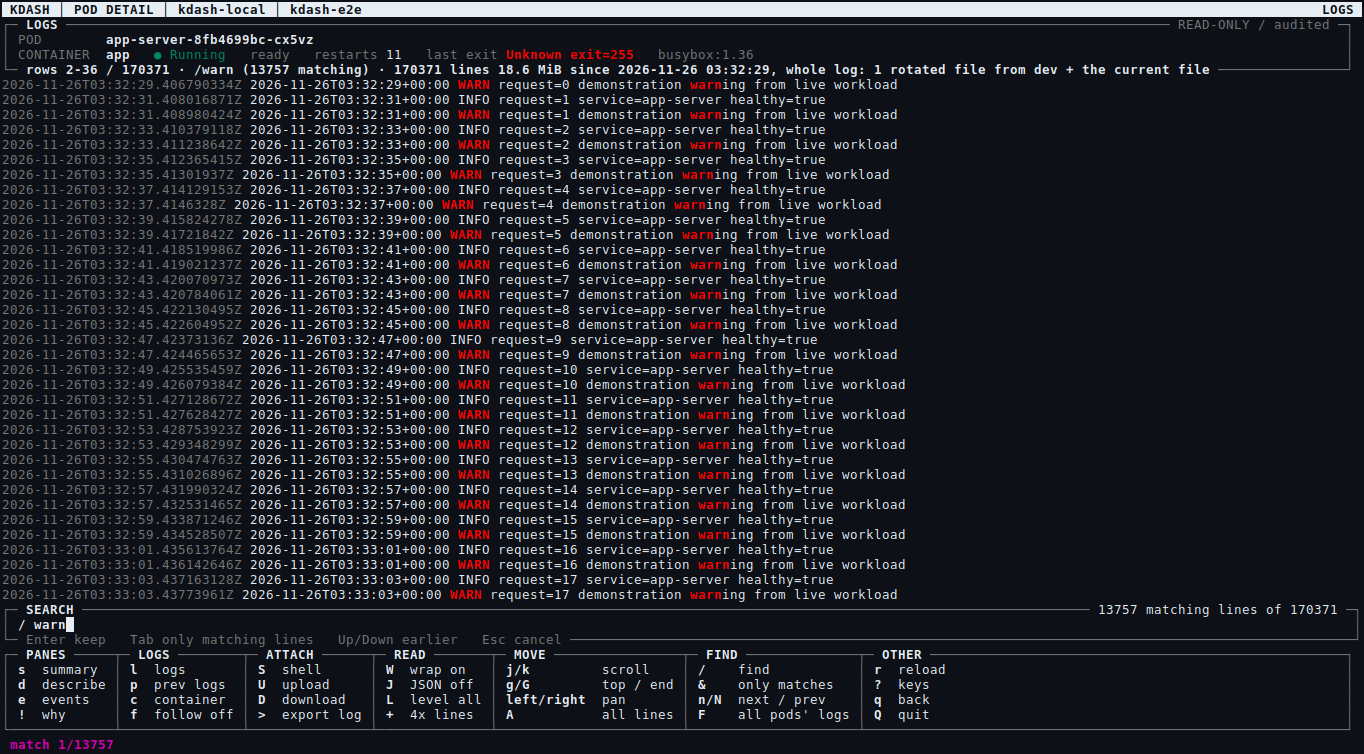 KDASH │ POD DETAIL │ kdash-local │ kdash-e2e LOGS
LOGS READ-ONLY / audited
POD app-server-8fb4699bc-cx5vz
CONTAINER app ● Running ready restarts 11 last exit Unknown exit=255 busybox:1.36
rows 2-36 / 170371 · /warn (13757 matching) · 170371 lines 18.6 MiB since 2026-11-26 03:32:29, whole log: 1 rotated file from dev + the current file
2026-11-26T03:32:29.406790334Z 2026-11-26T03:32:29+00:00 WARN request=0 demonstration warning from live workload
2026-11-26T03:32:31.408016871Z 2026-11-26T03:32:31+00:00 INFO request=1 service=app-server healthy=true
2026-11-26T03:32:31.408980424Z 2026-11-26T03:32:31+00:00 WARN request=1 demonstration warning from live workload
2026-11-26T03:32:33.410379118Z 2026-11-26T03:32:33+00:00 INFO request=2 service=app-server healthy=true
2026-11-26T03:32:33.411238642Z 2026-11-26T03:32:33+00:00 WARN request=2 demonstration warning from live workload
2026-11-26T03:32:35.412365415Z 2026-11-26T03:32:35+00:00 INFO request=3 service=app-server healthy=true
2026-11-26T03:32:35.41301937Z 2026-11-26T03:32:35+00:00 WARN request=3 demonstration warning from live workload
2026-11-26T03:32:37.414129153Z 2026-11-26T03:32:37+00:00 INFO request=4 service=app-server healthy=true
2026-11-26T03:32:37.4146328Z 2026-11-26T03:32:37+00:00 WARN request=4 demonstration warning from live workload
2026-11-26T03:32:39.415824278Z 2026-11-26T03:32:39+00:00 INFO request=5 service=app-server healthy=true
2026-11-26T03:32:39.41721842Z 2026-11-26T03:32:39+00:00 WARN request=5 demonstration warning from live workload
2026-11-26T03:32:41.418519986Z 2026-11-26T03:32:41+00:00 INFO request=6 service=app-server healthy=true
2026-11-26T03:32:41.419021237Z 2026-11-26T03:32:41+00:00 WARN request=6 demonstration warning from live workload
2026-11-26T03:32:43.420070973Z 2026-11-26T03:32:43+00:00 INFO request=7 service=app-server healthy=true
2026-11-26T03:32:43.420784061Z 2026-11-26T03:32:43+00:00 WARN request=7 demonstration warning from live workload
2026-11-26T03:32:45.422130495Z 2026-11-26T03:32:45+00:00 INFO request=8 service=app-server healthy=true
2026-11-26T03:32:45.422604952Z 2026-11-26T03:32:45+00:00 WARN request=8 demonstration warning from live workload
2026-11-26T03:32:47.42373136Z 2026-11-26T03:32:47+00:00 INFO request=9 service=app-server healthy=true
2026-11-26T03:32:47.424465653Z 2026-11-26T03:32:47+00:00 WARN request=9 demonstration warning from live workload
2026-11-26T03:32:49.425535459Z 2026-11-26T03:32:49+00:00 INFO request=10 service=app-server healthy=true
2026-11-26T03:32:49.426079384Z 2026-11-26T03:32:49+00:00 WARN request=10 demonstration warning from live workload
2026-11-26T03:32:51.427128672Z 2026-11-26T03:32:51+00:00 INFO request=11 service=app-server healthy=true
2026-11-26T03:32:51.427628427Z 2026-11-26T03:32:51+00:00 WARN request=11 demonstration warning from live workload
2026-11-26T03:32:53.428753923Z 2026-11-26T03:32:53+00:00 INFO request=12 service=app-server healthy=true
2026-11-26T03:32:53.429348299Z 2026-11-26T03:32:53+00:00 WARN request=12 demonstration warning from live workload
2026-11-26T03:32:55.430474763Z 2026-11-26T03:32:55+00:00 INFO request=13 service=app-server healthy=true
2026-11-26T03:32:55.431026896Z 2026-11-26T03:32:55+00:00 WARN request=13 demonstration warning from live workload
2026-11-26T03:32:57.431990324Z 2026-11-26T03:32:57+00:00 INFO request=14 service=app-server healthy=true
2026-11-26T03:32:57.432531465Z 2026-11-26T03:32:57+00:00 WARN request=14 demonstration warning from live workload
2026-11-26T03:32:59.433871246Z 2026-11-26T03:32:59+00:00 INFO request=15 service=app-server healthy=true
2026-11-26T03:32:59.434528507Z 2026-11-26T03:32:59+00:00 WARN request=15 demonstration warning from live workload
2026-11-26T03:33:01.435613764Z 2026-11-26T03:33:01+00:00 INFO request=16 service=app-server healthy=true
2026-11-26T03:33:01.436142646Z 2026-11-26T03:33:01+00:00 WARN request=16 demonstration warning from live workload
2026-11-26T03:33:03.437163128Z 2026-11-26T03:33:03+00:00 INFO request=17 service=app-server healthy=true
2026-11-26T03:33:03.43773961Z 2026-11-26T03:33:03+00:00 WARN request=17 demonstration warning from live workload
SEARCH 13757 matching lines of 170371
/ warn
Enter keep Tab only matching lines Up/Down earlier Esc cancel
PANES LOGS ATTACH READ MOVE FIND OTHER
s summary l logs S shell W wrap on j/k scroll / find r reload
d describe p prev logs U upload J JSON off g/G top / end & only matches ? keys
e events c container D download L level all left/right pan n/N next / prev q back
! why f follow off > export log + 4x lines A all lines F all pods' logs Q quit
match 1/13757